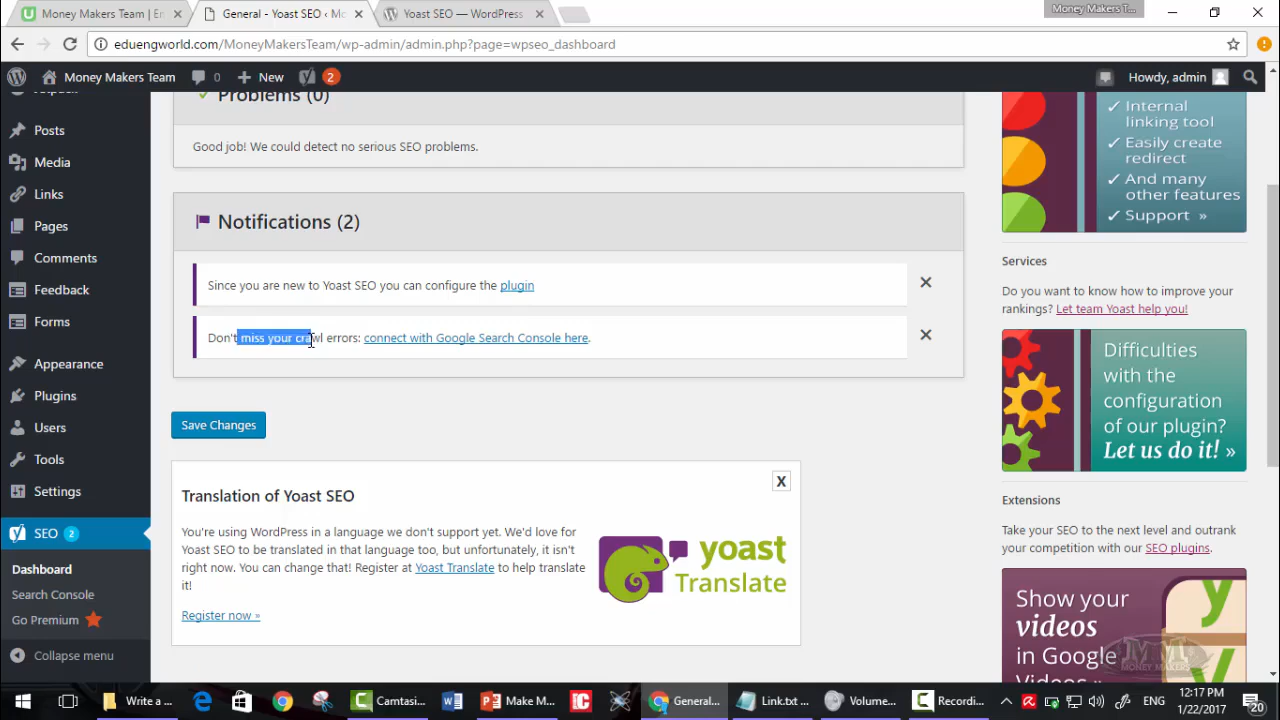 Money Makers Team | En
General - Yoast SEO ‹ Mo
Yoast SEO — WordPress
Money Makers T...
eduengworld.com/MoneyMakersTeam/wp-admin/admin.php?page=wpseo_dashboard
Money Makers Team
0
New
2
Howdy, admin
Posts
Media
Links
Pages
Comments
Feedback
Forms
Appearance
Plugins
Users
Tools
Settings
SEO 2
Dashboard
Search Console
Go Premium
Collapse menu
Problems (0)
Good job! We could detect no serious SEO problems.
Notifications (2)
Since you are new to Yoast SEO you can configure the plugin
Don't miss your crawl errors: connect with Google Search Console here.
Save Changes
Translation of Yoast SEO
X
You're using WordPress in a language we don't support yet. We'd love for
Yoast SEO to be translated in that language too, but unfortunately, it isn't
right now. You can change that! Register at Yoast Translate to help translate
it!
Register now »
yoast
Translate
✓ Internal
linking tool
✓ Easily create
redirect
✓ And many
other features
✓ Support »
Services
Do you want to know how to improve your
rankings? Let team Yoast help you!
Difficulties
with the
configuration
of our plugin?
Let us do it! »
Extensions
Take your SEO to the next level and outrank
your competition with our SEO plugins.
Show your
videos
in Google
Videos »
MM
MONEY MAKERS
Write a ...
Camtasi...
Make M...
General...
Link.txt ...
Volume...
Recordi...
ENG
12:17 PM
1/22/2017
20